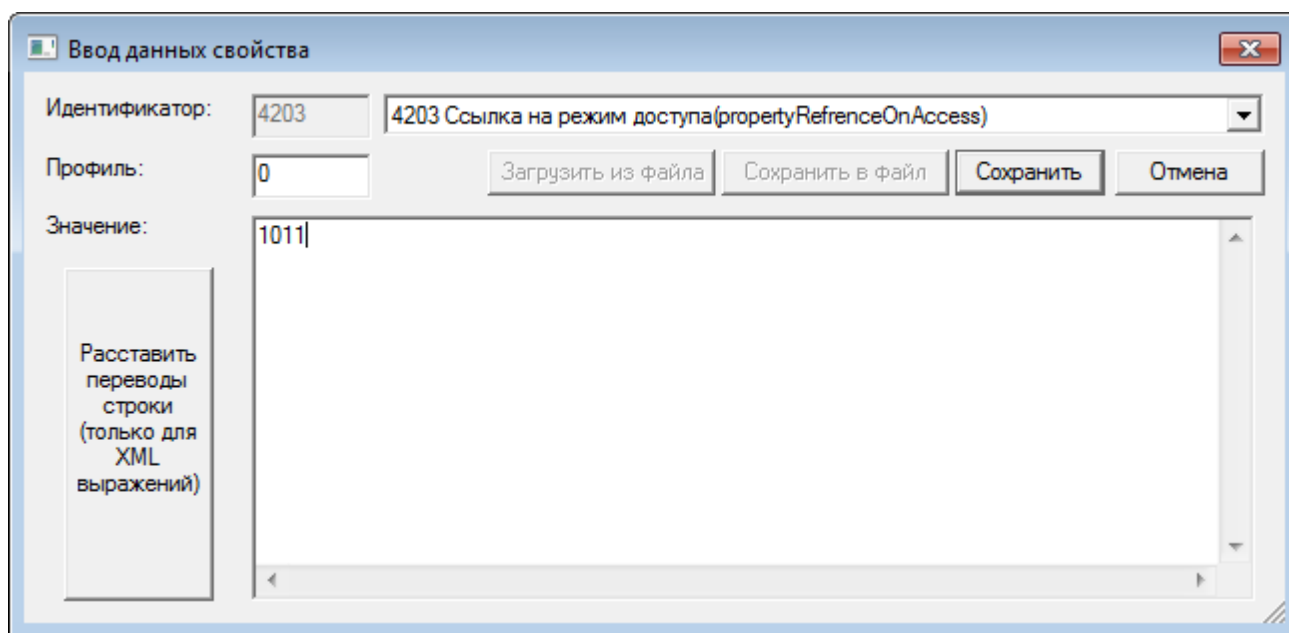 Ввод данных свойства
Идентификатор:
4203
4203 Ссылка на режим доступа(propertyRefrenceOnAccess)
Профиль:
0
Загрузить из файла
Сохранить в файл
Сохранить
Отмена
Значение:
1011
Расставить
переводы
строки
(только для
XML
выражений)